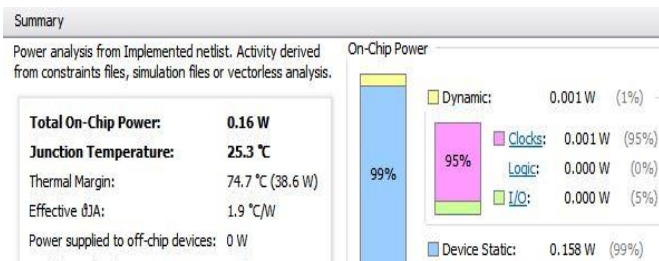 Summary
Power analysis from Implemented netlist. Activity derived
from constraints files, simulation files or vectorless analysis.
Total On-Chip Power: 0.16 W
Junction Temperature: 25.3 °C
Thermal Margin: 74.7 °C (38.6 W)
Effective ϑJA: 1.9 °C/W
Power supplied to off-chip devices: 0 W
On-Chip Power
99%
Dynamic: 0.001 W (1%)
95%
Clocks: 0.001 W (95%)
Logic: 0.000 W (0%)
I/O: 0.000 W (5%)
Device Static: 0.158 W (99%)